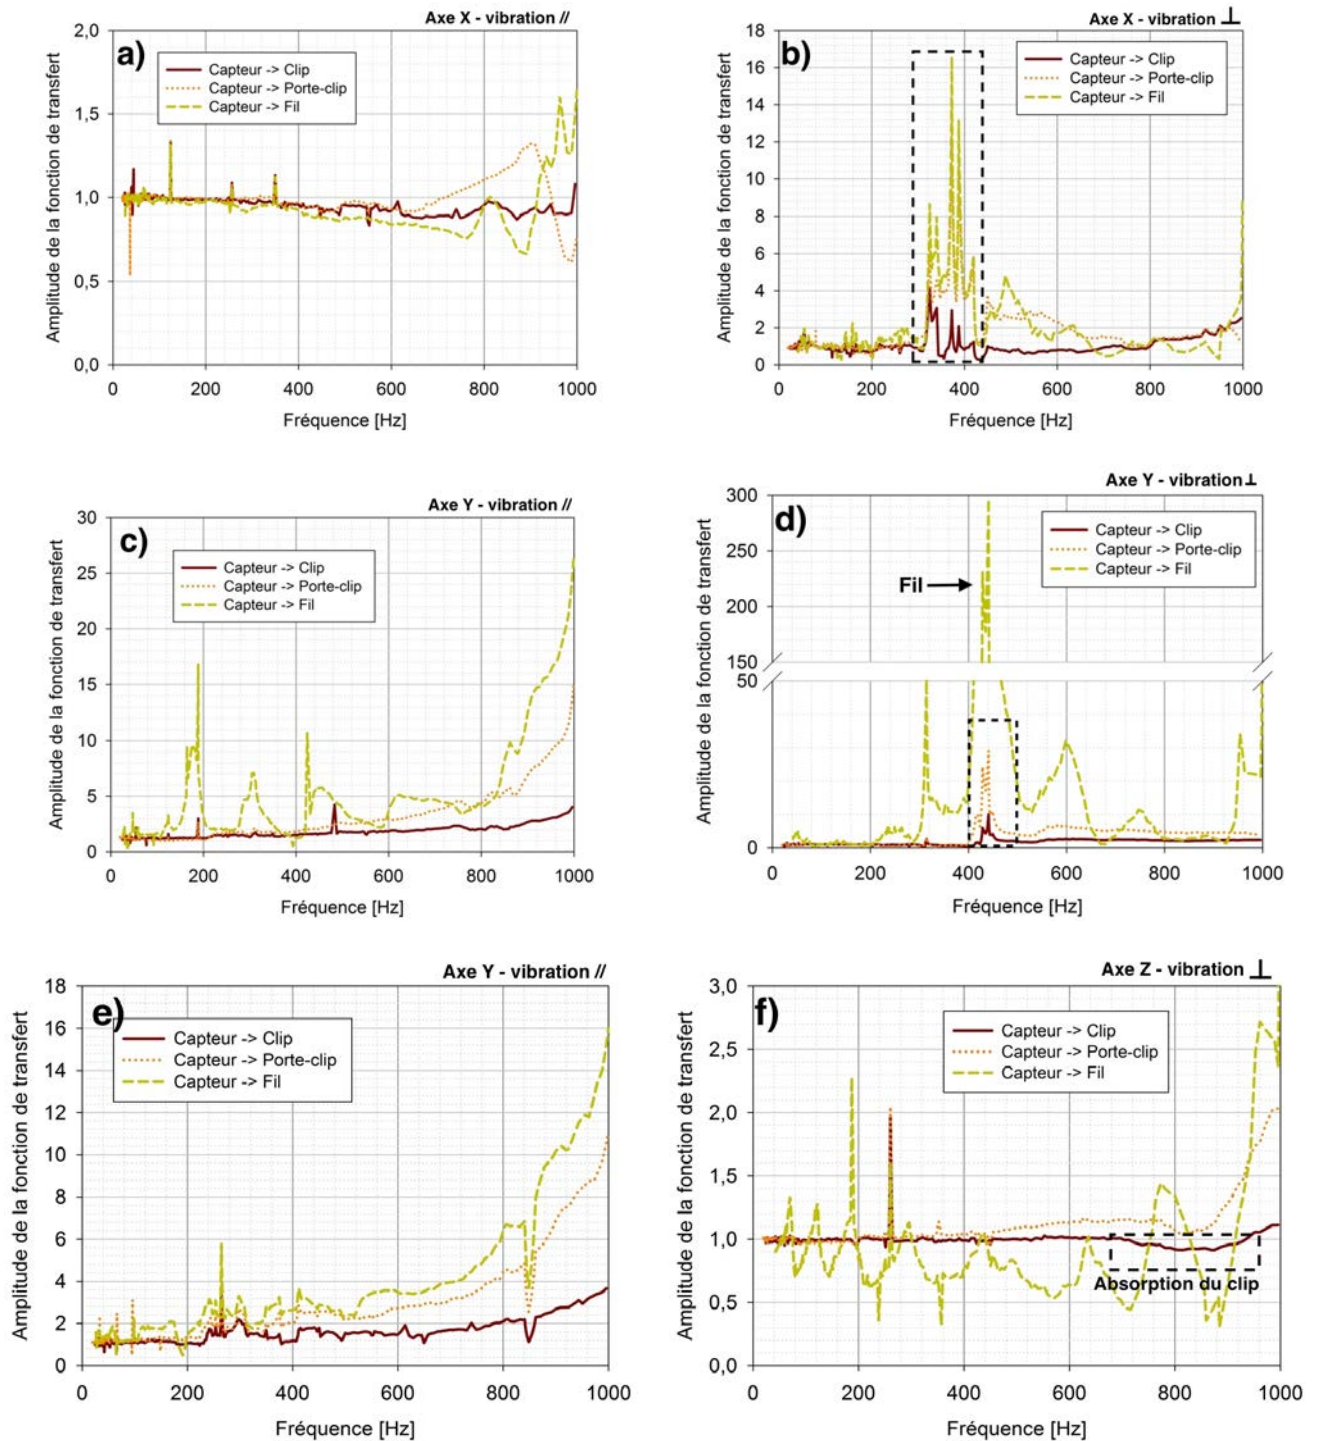 Axe X - vibration //
a)
Amplitude de la fonction de transfert
2,0
1,5
1,0
0,5
0,0
Capteur -> Clip
Capteur -> Porte-clip
Capteur -> Fil
0 200 400 600 800 1000
Fréquence [Hz]
Axe X - vibration ⊥
b)
Amplitude de la fonction de transfert
18
16
14
12
10
8
6
4
2
0
Capteur -> Clip
Capteur -> Porte-clip
Capteur -> Fil
0 200 400 600 800 1000
Fréquence [Hz]
Axe Y - vibration //
c)
Amplitude de la fonction de transfert
30
25
20
15
10
5
0
Capteur -> Clip
Capteur -> Porte-clip
Capteur -> Fil
0 200 400 600 800 1000
Fréquence [Hz]
Axe Y - vibration ⊥
d)
Amplitude de la fonction de transfert
300
250
200
150
50
0
Capteur -> Clip
Capteur -> Porte-clip
Capteur -> Fil
Fil
0 200 400 600 800 1000
Fréquence [Hz]
Axe Y - vibration //
e)
Amplitude de la fonction de transfert
18
16
14
12
10
8
6
4
2
0
Capteur -> Clip
Capteur -> Porte-clip
Capteur -> Fil
0 200 400 600 800 1000
Fréquence [Hz]
Axe Z - vibration ⊥
f)
Amplitude de la fonction de transfert
3,0
2,5
2,0
1,5
1,0
0,5
0,0
Capteur -> Clip
Capteur -> Porte-clip
Capteur -> Fil
Absorption du clip
0 200 400 600 800 1000
Fréquence [Hz]